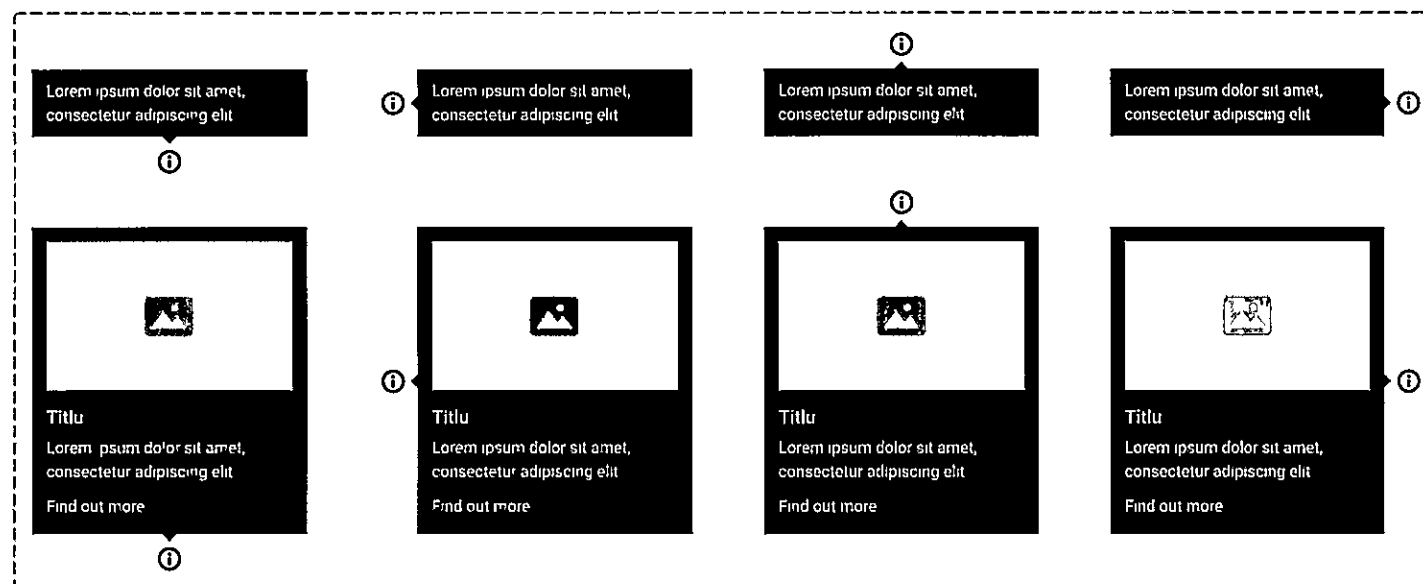 Lorem ipsum dolor sit amet,
consectetur adipiscing elit
Lorem ipsum dolor sit amet,
consectetur adipiscing elit
Lorem ipsum dolor sit amet,
consectetur adipiscing elit
Lorem ipsum dolor sit amet,
consectetur adipiscing elit
Titlu
Lorem ipsum dolor sit amet,
consectetur adipiscing elit
Find out more
Titlu
Lorem ipsum dolor sit amet,
consectetur adipiscing elit
Find out more
Titlu
Lorem ipsum dolor sit amet,
consectetur adipiscing elit
Find out more
Titlu
Lorem ipsum dolor sit amet,
consectetur adipiscing elit
Find out more